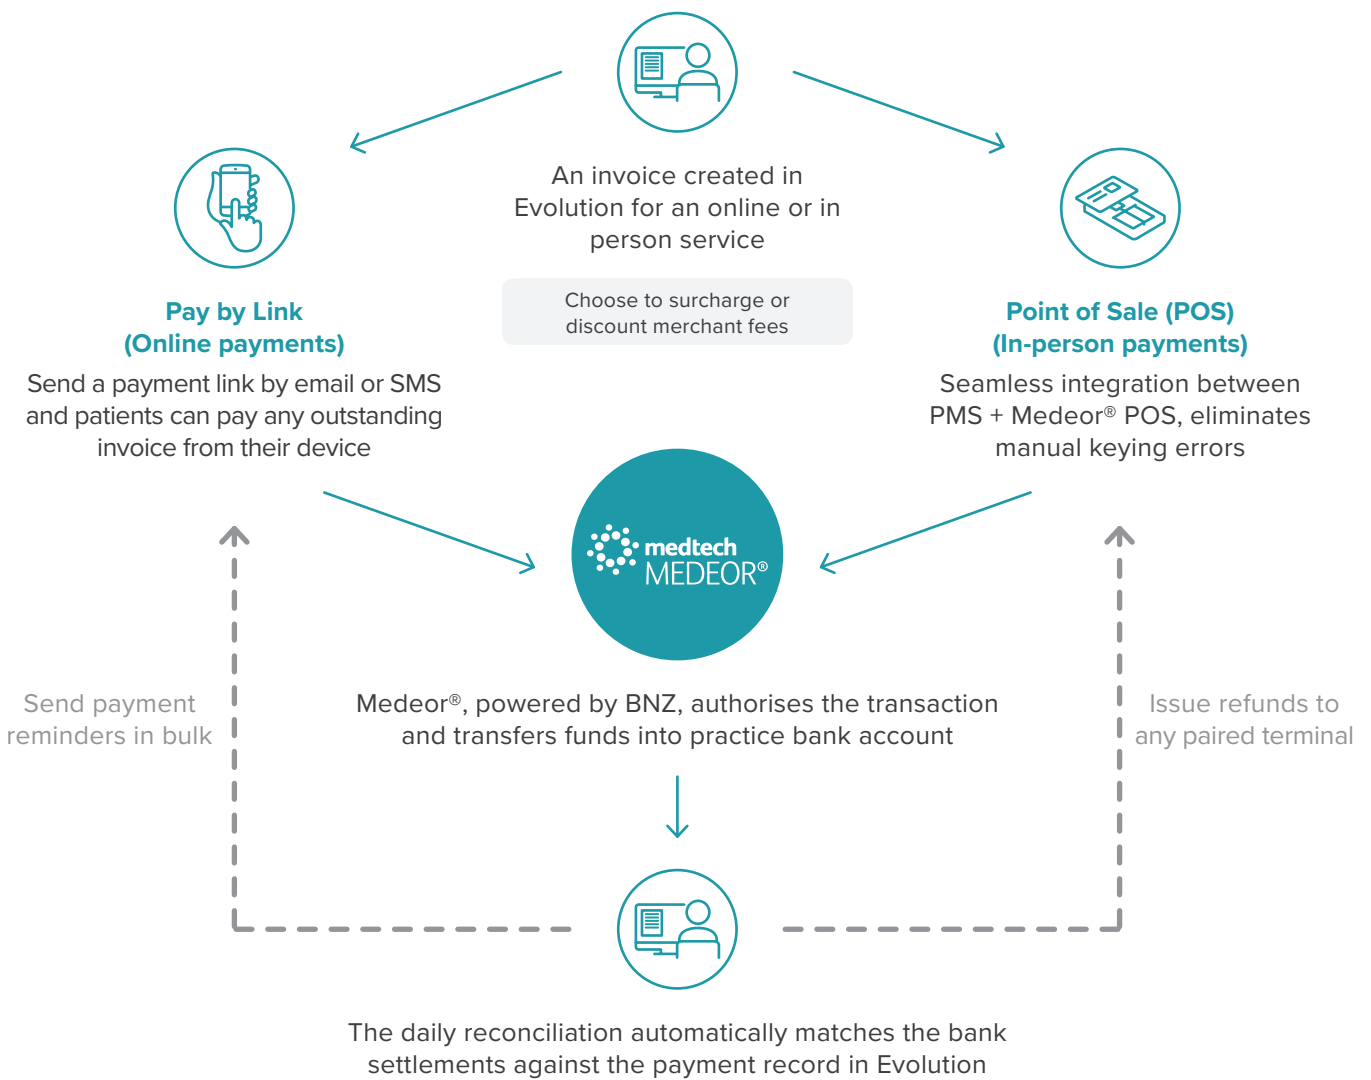 An invoice created in
Evolution for an online or in
person service
Choose to surcharge or
discount merchant fees
Pay by Link
(Online payments)
Send a payment link by email or SMS
and patients can pay any outstanding
invoice from their device
Point of Sale (POS)
(In-person payments)
Seamless integration between
PMS + Medeor® POS, eliminates
manual keying errors
medtech
MEDEOR®
Send payment
reminders in bulk
Medeor®, powered by BNZ, authorises the transaction
and transfers funds into practice bank account
Issue refunds to
any paired terminal
The daily reconciliation automatically matches the bank
settlements against the payment record in Evolution